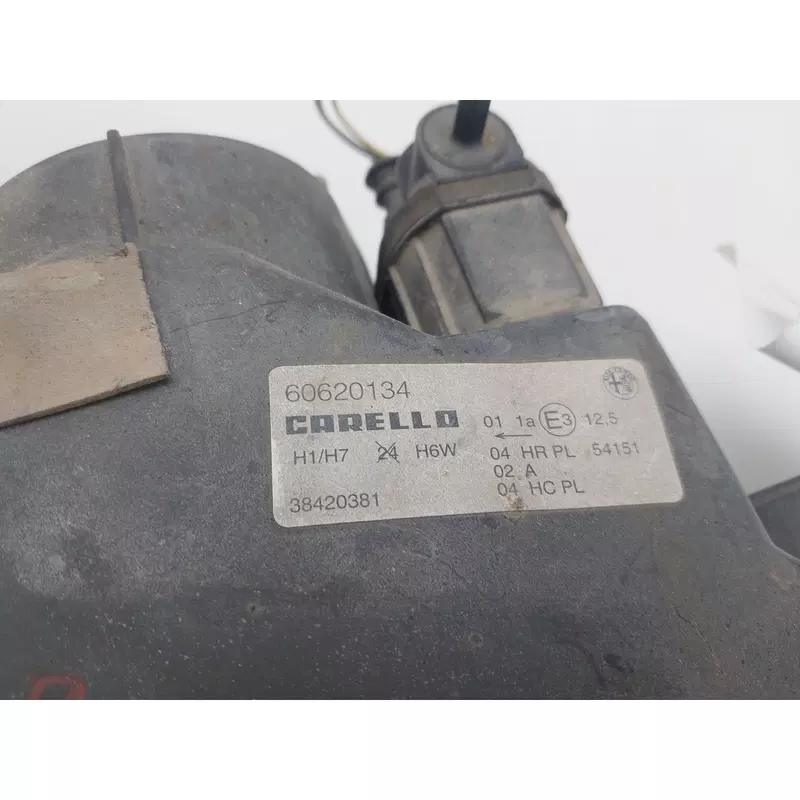 60620134
CARELLO 01 1a E3 12,5
H1/H7 24 H6W 04 HR PL 54151
02 A
38420381 04 HC PL